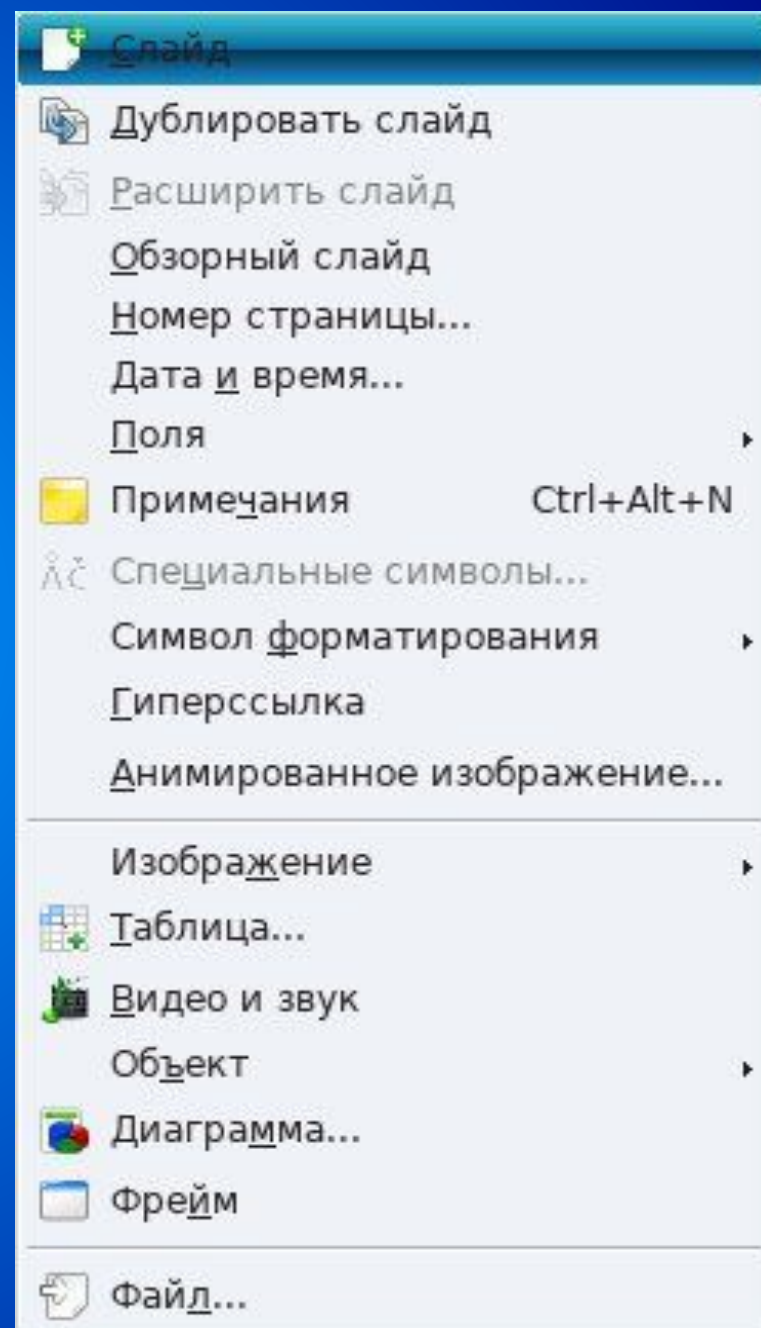 Слайд
Дублировать слайд
Расширить слайд
Обзорный слайд
Номер страницы...
Дата и время...
Поля
Примечания Ctrl+Alt+N
Специальные символы...
Символ форматирования
Гиперссылка
Анимированное изображение...
Изображение
Таблица...
Видео и звук
Объект
Диаграмма...
Фрейм
Файл...